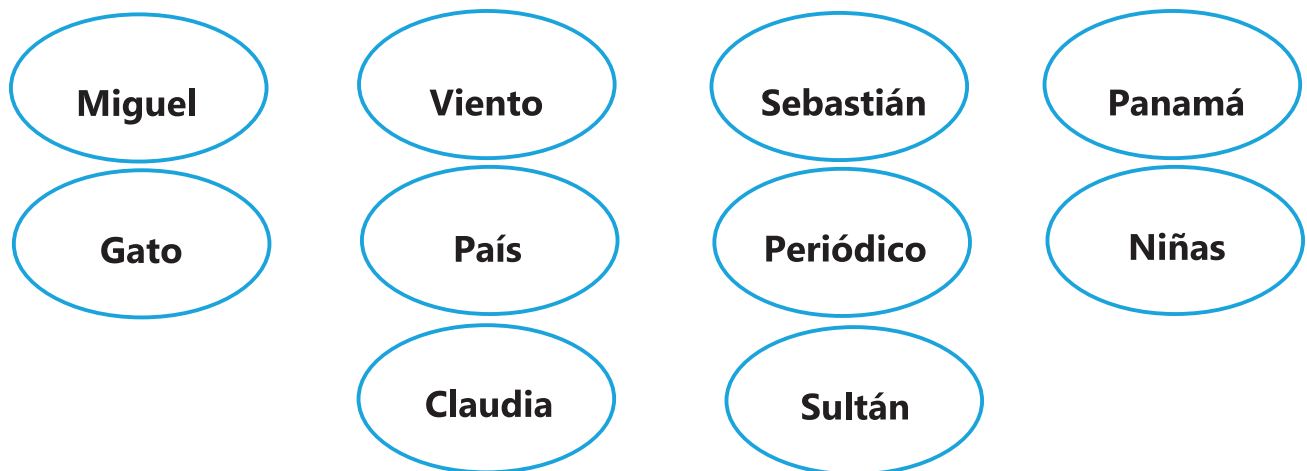 Miguel
Viento
Sebastián
Panamá
Gato
País
Periódico
Niñas
Claudia
Sultán